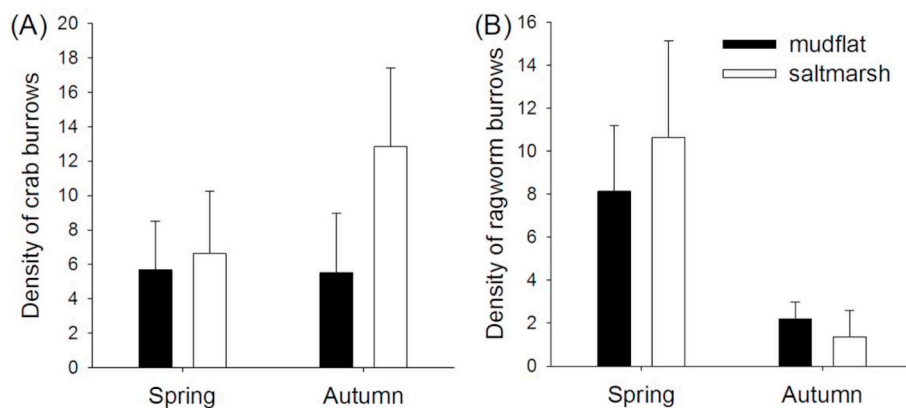 (A)
Density of crab burrows
20
18
16
14
12
10
8
6
4
2
0
Spring Autumn
(B)
Density of ragworm burrows
16
14
12
10
8
6
4
2
0
mudflat
saltmarsh
Spring Autumn